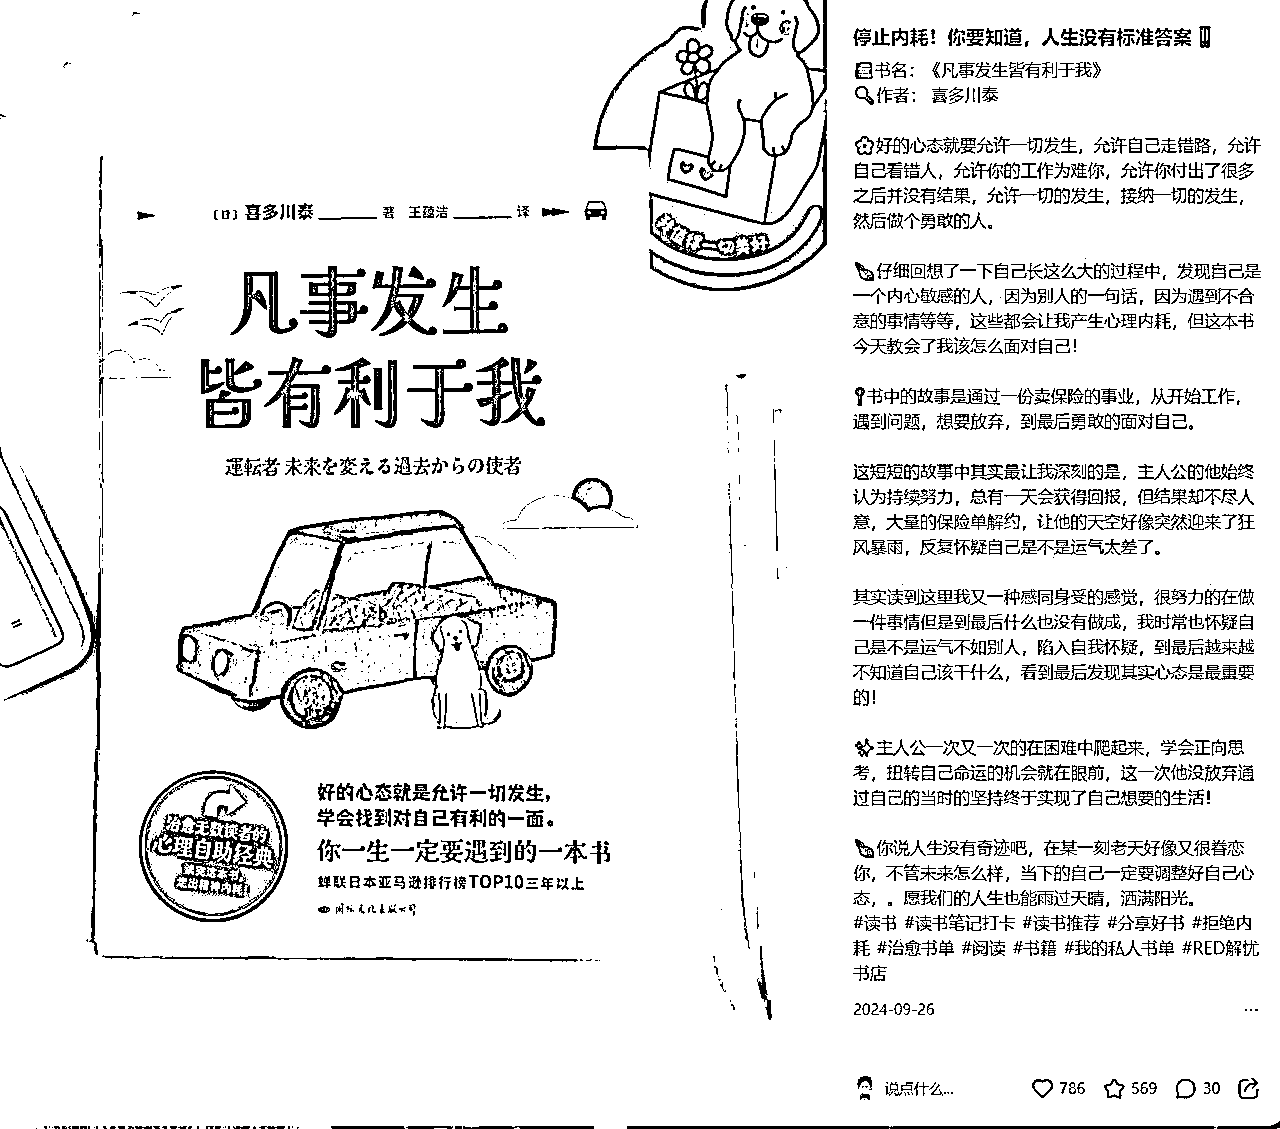 [日] 喜多川泰 著 王蕴洁 译
凡事发生
皆有利于我
運転者 未来を変える過去からの使者
治愈无数读者的
心理自助经典
好的心态就是允许一切发生，
学会找到对自己有利的一面。
你一生一定要遇到的一本书
蝉联日本亚马逊排行榜TOP10三年以上
国际文化出版公司
停止内耗！你要知道，人生没有标准答案
书名：《凡事发生皆有利于我》
作者： 喜多川泰
好的心态就要允许一切发生，允许自己走错路，允许
自己看错人，允许你的工作为难你，允许你付出了很多
之后并没有结果，允许一切的发生，接纳一切的发生，
然后做个勇敢的人。
仔细回想了一下自己长这么大的过程中，发现自己是
一个内心敏感的人，因为别人的一句话，因为遇到不合
意的事情等等，这些都会让我产生心理内耗，但这本书
今天教会了我该怎么面对自己！
书中的故事是通过一份卖保险的事业，从开始工作，
遇到问题，想要放弃，到最后勇敢的面对自己。
这短短的故事中其实最让我深刻的是，主人公的他始终
认为持续努力，总有一天会获得回报，但结果却不尽人
意，大量的保险单解约，让他的天空好像突然迎来了狂
风暴雨，反复怀疑自己是不是运气太差了。
其实读到这里我又一种感同身受的感觉，很努力的在做
一件事情但是到最后什么也没有做成，我时常也怀疑自
己是不是运气不如别人，陷入自我怀疑，到最后越来越
不知道自己该干什么，看到最后发现其实心态是最重要
的！
主人公一次又一次的在困难中爬起来，学会正向思
考，扭转自己命运的机会就在眼前，这一次他没放弃通
过自己的当时的坚持终于实现了自己想要的生活！
你说人生没有奇迹吧，在某一刻老天好像又很眷恋
你，不管未来怎么样，当下的自己一定要调整好自己心
态，。愿我们的人生也能雨过天晴，洒满阳光。
#读书 #读书笔记打卡 #读书推荐 #分享好书 #拒绝内
耗 #治愈书单 #阅读 #书籍 #我的私人书单 #RED解忧
书店
2024-09-26
说点什么... 786 569 30